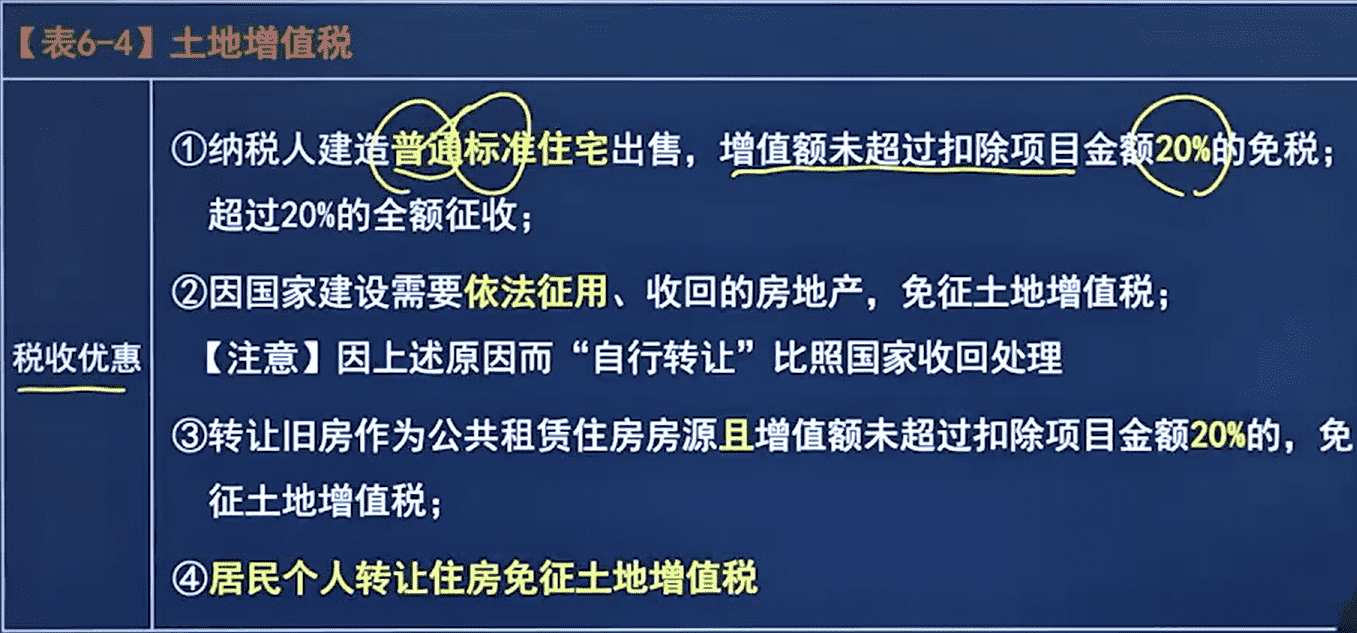 【表6-4】土地增值税
税收优惠
①纳税人建造普通标准住宅出售，增值额未超过扣除项目金额20%的免税；
超过20%的全额征收；
②因国家建设需要依法征用、收回的房地产，免征土地增值税；
【注意】因上述原因而“自行转让”比照国家收回处理
③转让旧房作为公共租赁住房房源且增值额未超过扣除项目金额20%的，免
征土地增值税；
④居民个人转让住房免征土地增值税